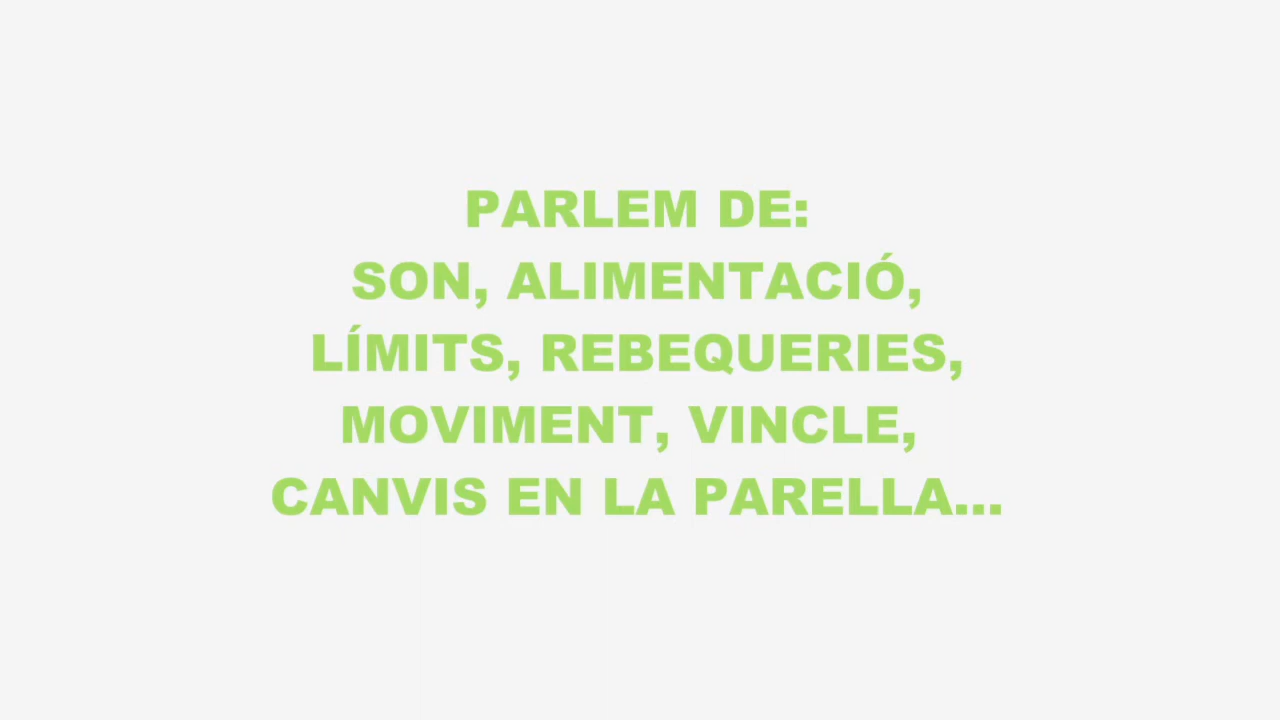 PARLEM DE:
SON, ALIMENTACIÓ,
LÍMITS, REBEQUERIES,
MOVIMENT, VINCLE,
CANVIS EN LA PARELLA...